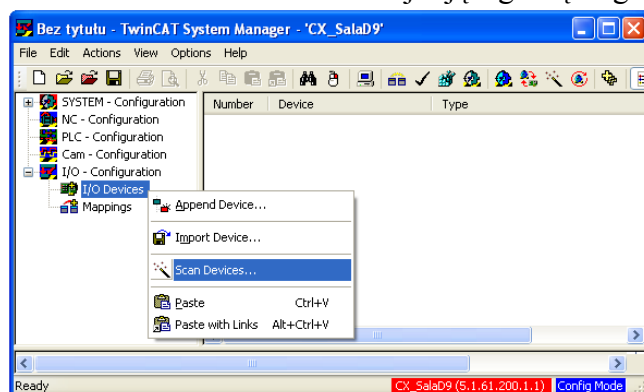 Bez tytułu - TwinCAT System Manager - 'CX_SalaD9'
File Edit Actions View Options Help
SYSTEM - Configuration
Number Device Type
NC - Configuration
PLC - Configuration
Cam - Configuration
I/O - Configuration
I/O Devices
Mappings
Append Device...
Import Device...
Scan Devices...
Paste Ctrl+V
Paste with Links Alt+Ctrl+V
Ready CX_SalaD9 (5.1.61.200.1.1) Config Mode